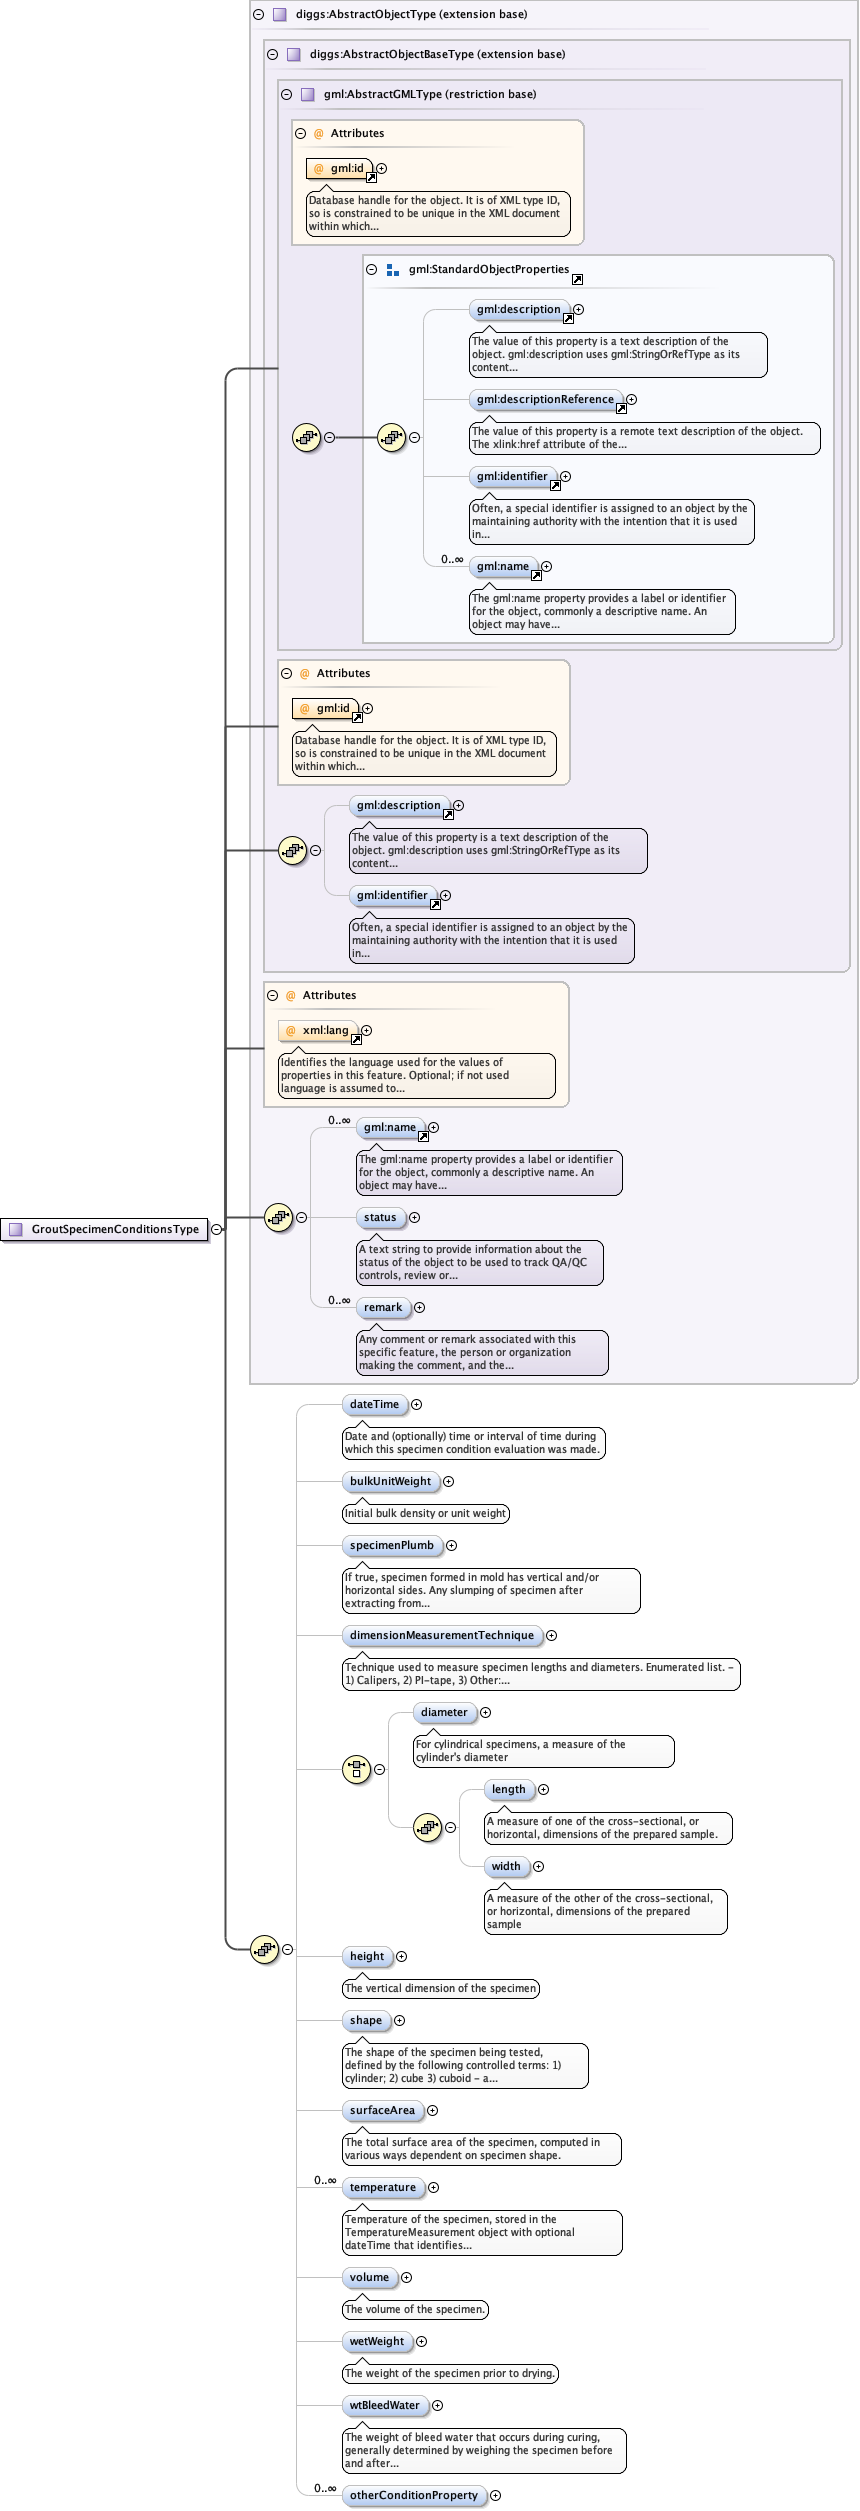 diggs:AbstractObjectType (extension base)
diggs:AbstractObjectBaseType (extension base)
gml:AbstractGMLType (restriction base)
@ Attributes
@ gml:id
Database handle for the object. It is of XML type ID,
so is constrained to be unique in the XML document
within which...
gml:StandardObjectProperties
gml:description
The value of this property is a text description of the
object. gml:description uses gml:StringOrRefType as its
content...
gml:descriptionReference
The value of this property is a remote text description of the object.
The xlink:href attribute of the...
gml:identifier
Often, a special identifier is assigned to an object by the
maintaining authority with the intention that it is used
in...
0..∞
gml:name
The gml:name property provides a label or identifier
for the object, commonly a descriptive name. An
object may have...
@ Attributes
@ gml:id
Database handle for the object. It is of XML type ID,
so is constrained to be unique in the XML document
within which...
gml:description
The value of this property is a text description of the
object. gml:description uses gml:StringOrRefType as its
content...
gml:identifier
Often, a special identifier is assigned to an object by the
maintaining authority with the intention that it is used
in...
@ Attributes
@ xml:lang
Identifies the language used for the values of
properties in this feature. Optional; if not used
language is assumed to...
0..∞
gml:name
The gml:name property provides a label or identifier
for the object, commonly a descriptive name. An
object may have...
GroutSpecimenConditionsType
status
A text string to provide information about the
status of the object to be used to track QA/QC
controls, review or...
0..∞
remark
Any comment or remark associated with this
specific feature, the person or organization
making the comment, and the...
dateTime
Date and (optionally) time or interval of time during
which this specimen condition evaluation was made.
bulkUnitWeight
Initial bulk density or unit weight
specimenPlumb
If true, specimen formed in mold has vertical and/or
horizontal sides. Any slumping of specimen after
extracting from...
dimensionMeasurementTechnique
Technique used to measure specimen lengths and diameters. Enumerated list. -
1) Calipers, 2) PI-tape, 3) Other:...
diameter
For cylindrical specimens, a measure of the
cylinder's diameter
length
A measure of one of the cross-sectional, or
horizontal, dimensions of the prepared sample.
width
A measure of the other of the cross-sectional,
or horizontal, dimensions of the prepared
sample
height
The vertical dimension of the specimen
shape
The shape of the specimen being tested,
defined by the following controlled terms: 1)
cylinder; 2) cube 3) cuboid - a...
surfaceArea
The total surface area of the specimen, computed in
various ways dependent on specimen shape.
0..∞
temperature
Temperature of the specimen, stored in the
TemperatureMeasurement object with optional
dateTime that identifies...
volume
The volume of the specimen.
wetWeight
The weight of the specimen prior to drying.
wtBleedWater
The weight of bleed water that occurs during curing,
generally determined by weighing the specimen before
and after...
0..∞
otherConditionProperty